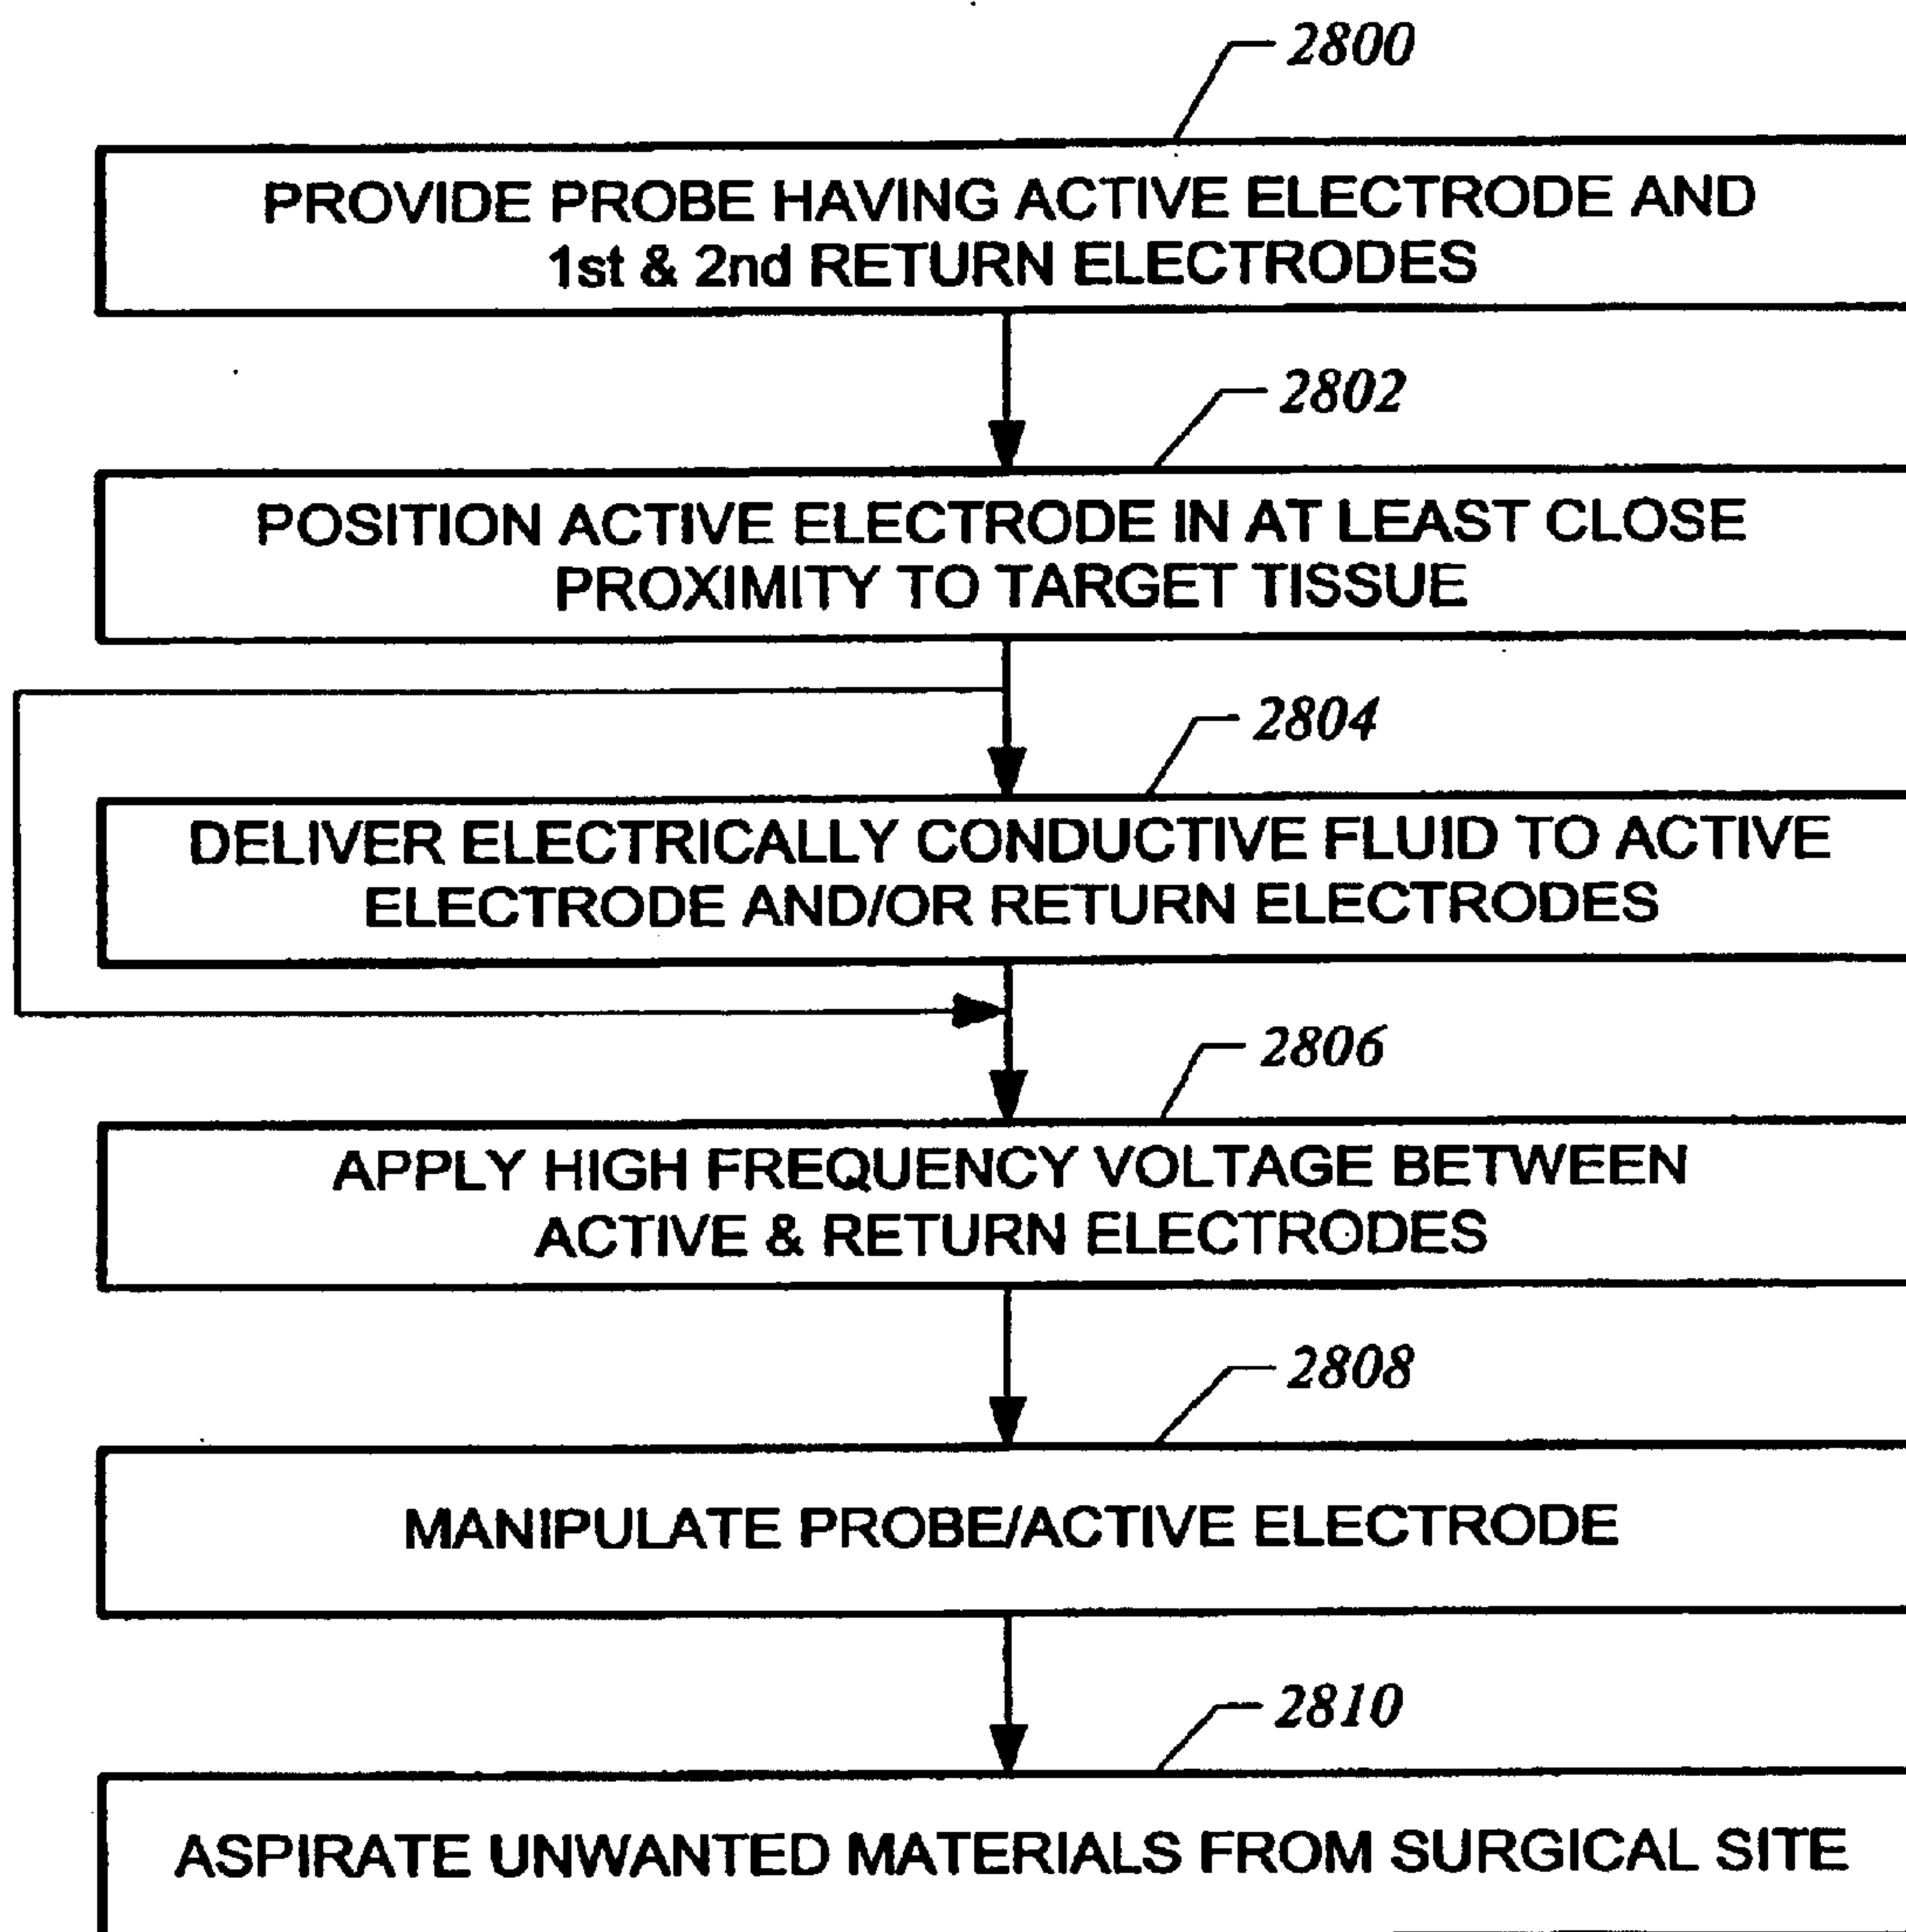 2800
PROVIDE PROBE HAVING ACTIVE ELECTRODE AND
1st & 2nd RETURN ELECTRODES
2802
POSITION ACTIVE ELECTRODE IN AT LEAST CLOSE
PROXIMITY TO TARGET TISSUE
2804
DELIVER ELECTRICALLY CONDUCTIVE FLUID TO ACTIVE
ELECTRODE AND/OR RETURN ELECTRODES
2806
APPLY HIGH FREQUENCY VOLTAGE BETWEEN
ACTIVE & RETURN ELECTRODES
2808
MANIPULATE PROBE/ACTIVE ELECTRODE
2810
ASPIRATE UNWANTED MATERIALS FROM SURGICAL SITE